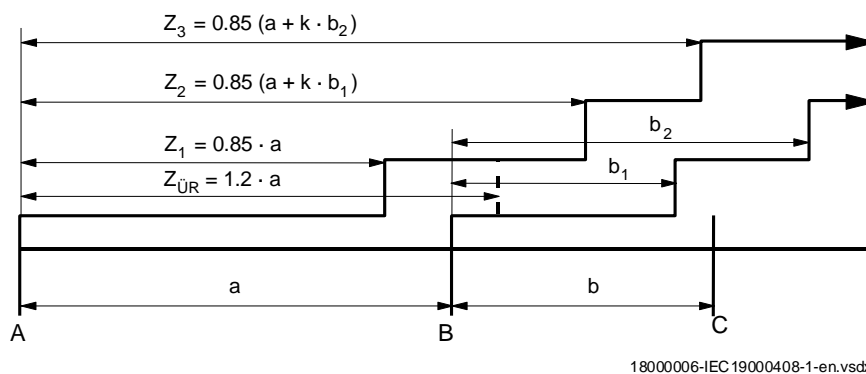 Z₃ = 0.85 (a + k · b₂)
Z₂ = 0.85 (a + k · b₁)
b₂
Z₁ = 0.85 · a
b₁
Z_ÜR = 1.2 · a
a
b
A
B
C
18000006-IEC19000408-1-en.vsdx